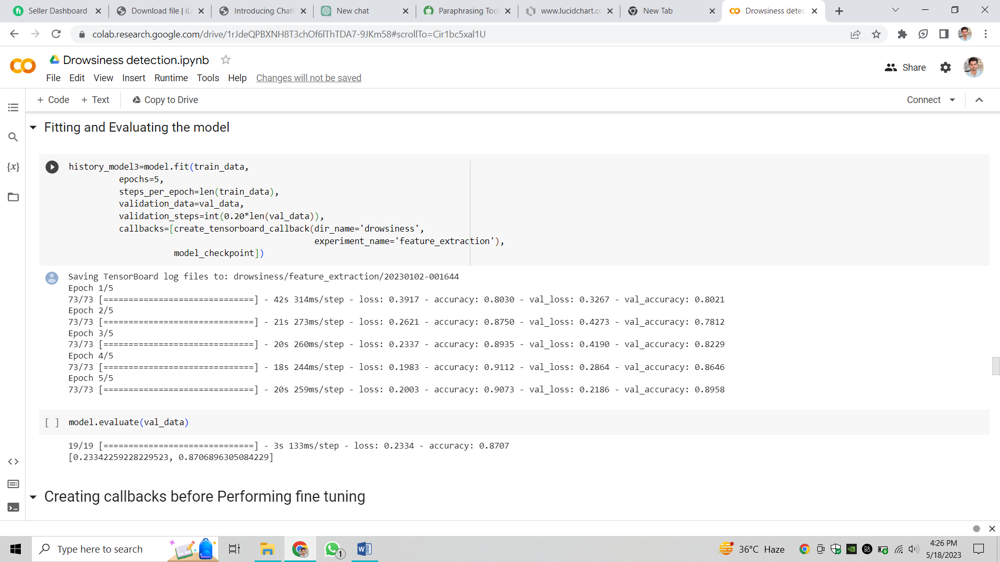 Seller Dashboard
Download file | iL
Introducing Chat
New chat
Paraphrasing Too
www.lucidchart.c
New Tab
Drowsiness detec
colab.research.google.com/drive/1rJdeQPBXNH8T3chOf6lThTDA7-9JKm58#scrollTo=Cir1bc5xal1U
Drowsiness detection.ipynb
Share
File Edit View Insert Runtime Tools Help Changes will not be saved
+ Code + Text Copy to Drive
Connect
Fitting and Evaluating the model
{x}
history_model3=model.fit(train_data,
epochs=5,
steps_per_epoch=len(train_data),
validation_data=val_data,
validation_steps=int(0.20*len(val_data)),
callbacks=[create_tensorboard_callback(dir_name='drowsiness',
experiment_name='feature_extraction'),
model_checkpoint])
Saving TensorBoard log files to: drowsiness/feature_extraction/20230102-001644
Epoch 1/5
73/73 [==============================] - 42s 314ms/step - loss: 0.3917 - accuracy: 0.8030 - val_loss: 0.3267 - val_accuracy: 0.8021
Epoch 2/5
73/73 [==============================] - 21s 273ms/step - loss: 0.2621 - accuracy: 0.8750 - val_loss: 0.4273 - val_accuracy: 0.7812
Epoch 3/5
73/73 [==============================] - 20s 260ms/step - loss: 0.2337 - accuracy: 0.8935 - val_loss: 0.4190 - val_accuracy: 0.8229
Epoch 4/5
73/73 [==============================] - 18s 244ms/step - loss: 0.1983 - accuracy: 0.9112 - val_loss: 0.2864 - val_accuracy: 0.8646
Epoch 5/5
73/73 [==============================] - 20s 259ms/step - loss: 0.2003 - accuracy: 0.9073 - val_loss: 0.2186 - val_accuracy: 0.8958
[ ] model.evaluate(val_data)
19/19 [==============================] - 3s 133ms/step - loss: 0.2334 - accuracy: 0.8707
[0.23342259228229523, 0.8706896305084229]
Creating callbacks before Performing fine tuning
Type here to search
1
36°C Haze
4:26 PM
5/18/2023